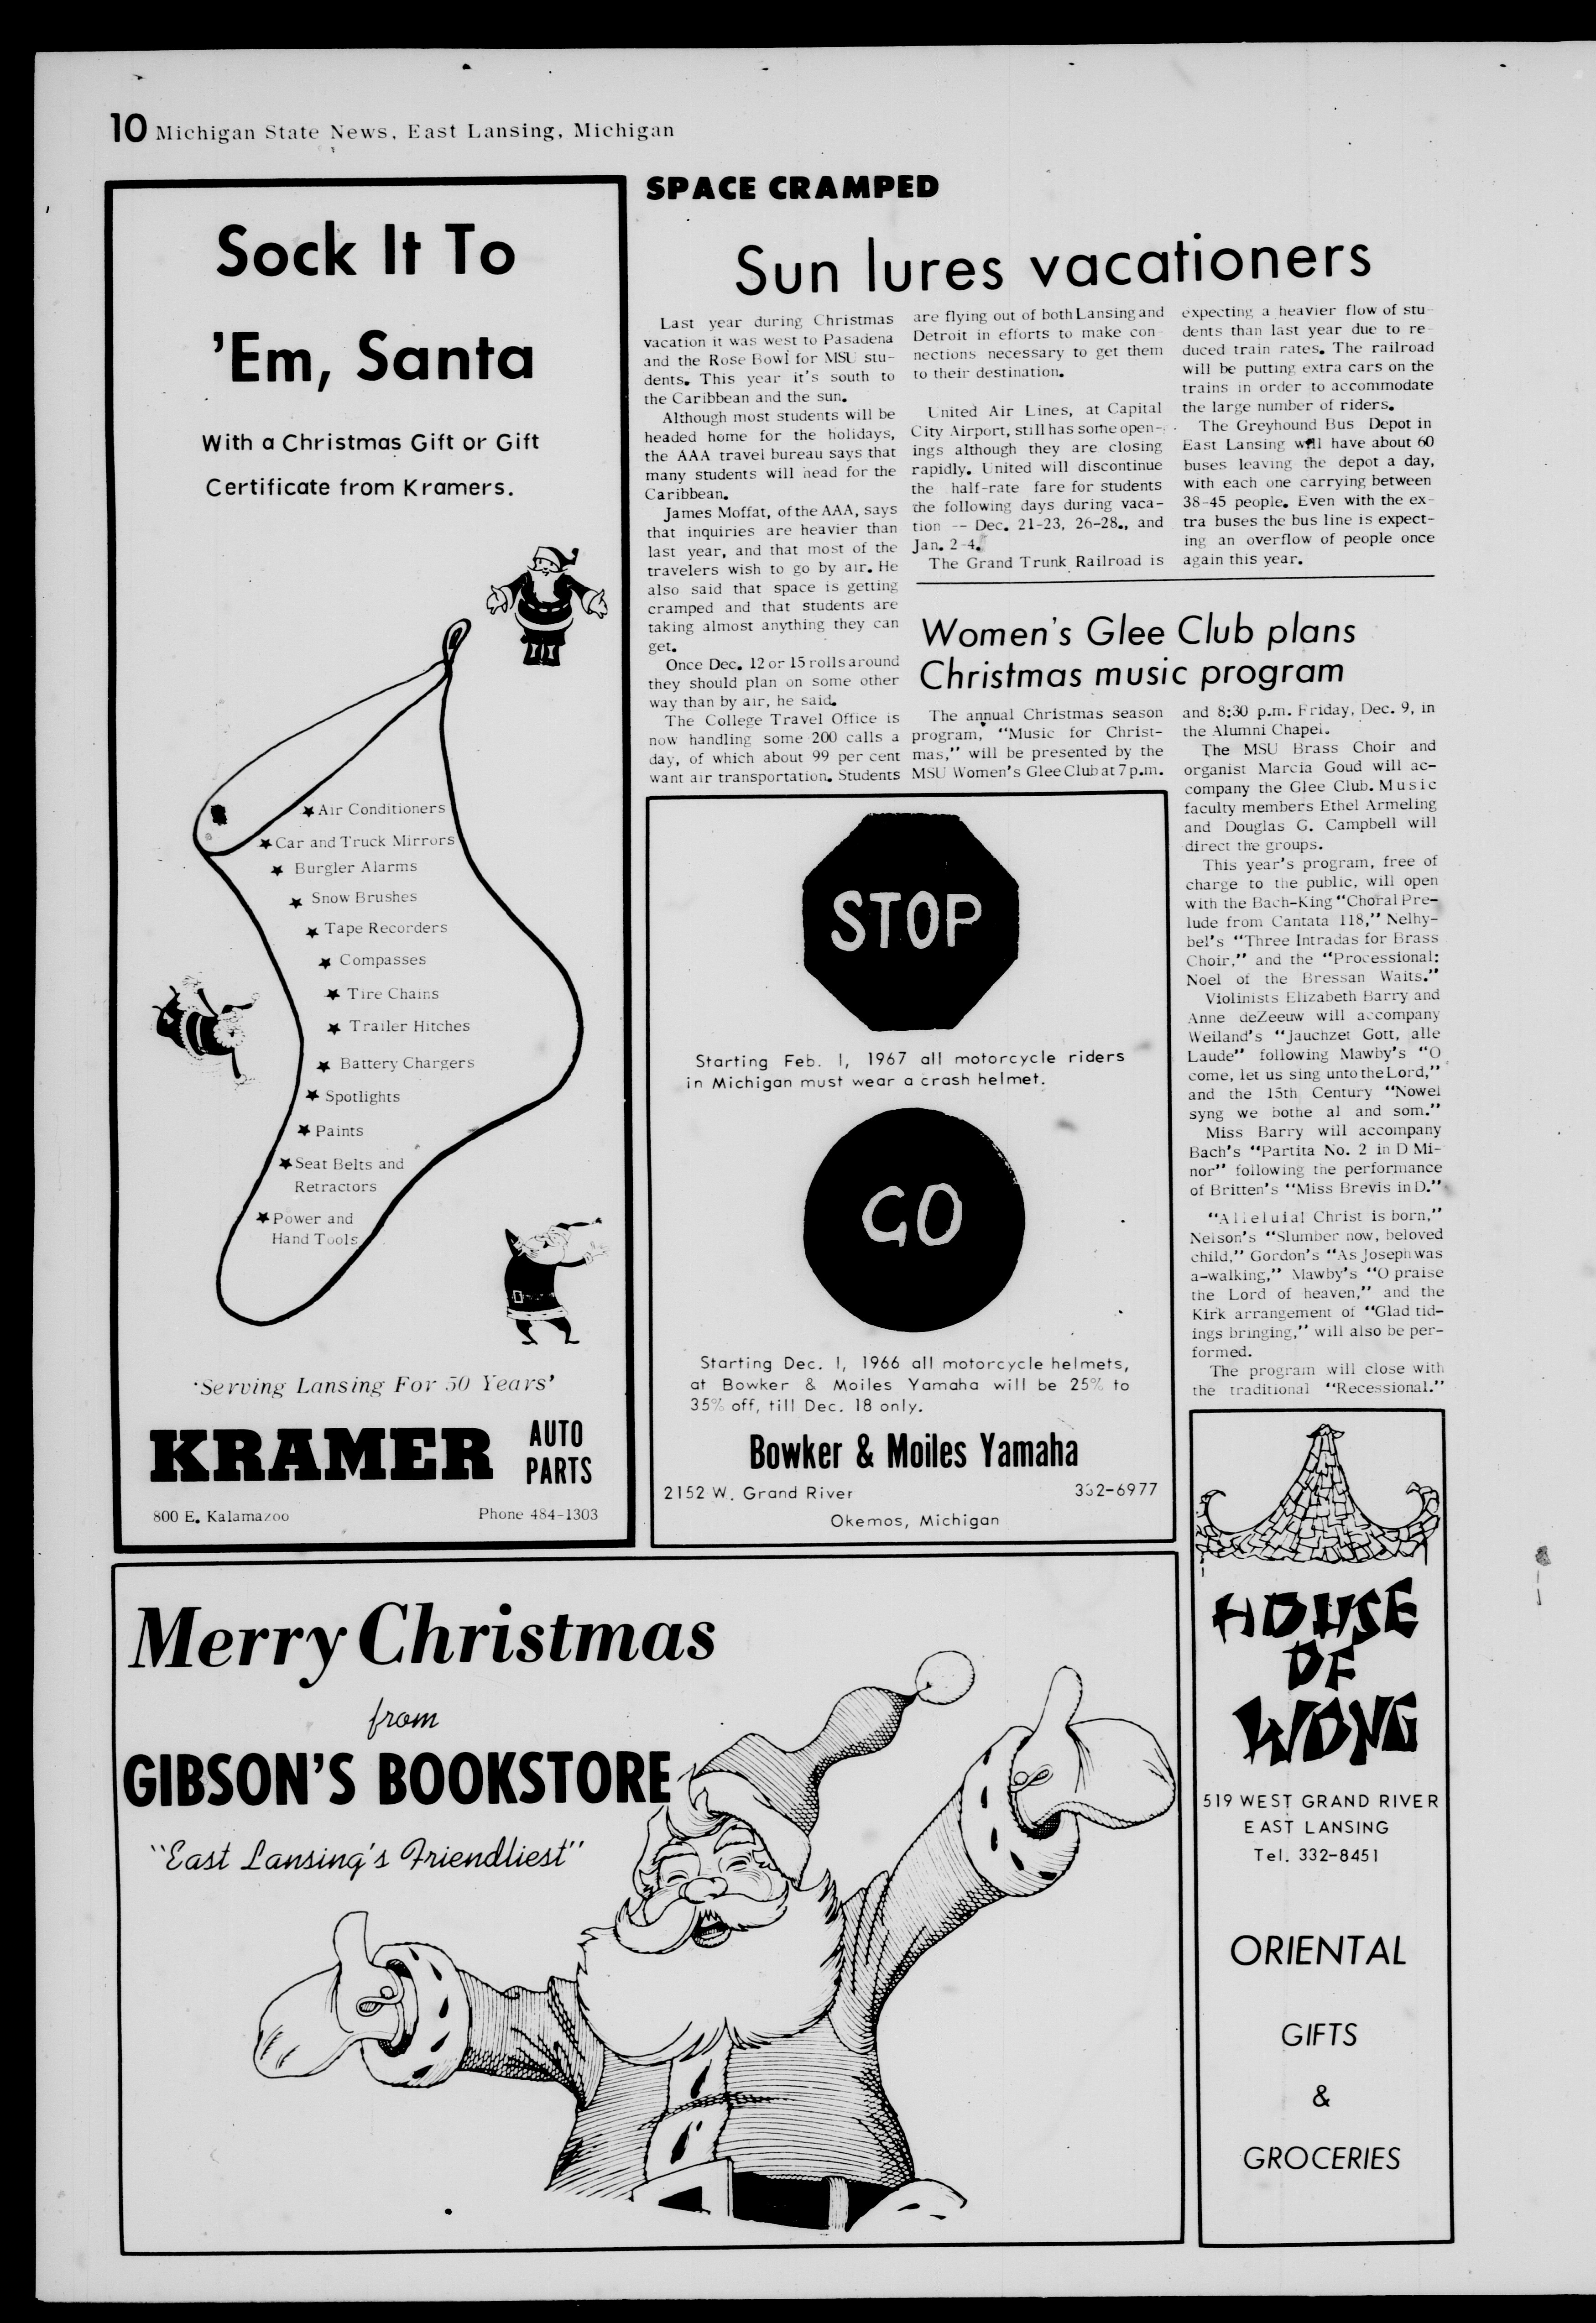 10 Michigan State News, East Lansing, Michigan
Sock It To
'Em, Santa
With a Christmas Gift or Gift
Certificate from Kramers.
Air Conditioners
Car and Truck Mirrors
Burgler Alarms
Snow Brushes
Tape Recorders
Compasses
Tire Chains
Trailer Hitches
Battery Chargers
Spotlights
Paints
Seat Belts and
Retractors
Power and
Hand Tools
'Serving Lansing For 50 Years'
KRAMER AUTO PARTS
800 E. Kalamazoo Phone 484-1303
SPACE CRAMPED
Sun lures vacationers
Last year during Christmas
vacation it was west to Pasadena
and the Rose Bowl for MSU stu-
dents. This year it's south to
the Caribbean and the sun.
Although most students will be
headed home for the holidays,
the AAA travel bureau says that
many students will head for the
Caribbean.
James Moffat, of the AAA, says
that inquiries are heavier than
last year, and that most of the
travelers wish to go by air. He
also said that space is getting
cramped and that students are
taking almost anything they can
get.
Once Dec. 12 or 15 rolls around
they should plan on some other
way than by air, he said.
The College Travel Office is
now handling some 200 calls a
day, of which about 99 per cent
want air transportation. Students
are flying out of both Lansing and
Detroit in efforts to make con-
nections necessary to get them
to their destination.
United Air Lines, at Capital
City Airport, still has some open-
ings although they are closing
rapidly. United will discontinue
the half-rate fare for students
the following days during vaca-
tion -- Dec. 21-23, 26-28., and
Jan. 2-4.
The Grand Trunk Railroad is
expecting a heavier flow of stu-
dents than last year due to re-
duced train rates. The railroad
will be putting extra cars on the
trains in order to accommodate
the large number of riders.
The Greyhound Bus Depot in
East Lansing will have about 60
buses leaving the depot a day,
with each one carrying between
38-45 people. Even with the ex-
tra buses the bus line is expect-
ing an overflow of people once
again this year.
Women's Glee Club plans
Christmas music program
The annual Christmas season
program, "Music for Christ-
mas," will be presented by the
MSU Women's Glee Club at 7 p.m.
and 8:30 p.m. Friday, Dec. 9, in
the Alumni Chapel.
The MSU Brass Choir and
organist Marcia Goud will ac-
company the Glee Club. Music
faculty members Ethel Armeling
and Douglas G. Campbell will
direct the groups.
This year's program, free of
charge to the public, will open
with the Bach-King "Choral Pre-
lude from Cantata 118," Nelhy-
bel's "Three Intradas for Brass
Choir," and the "Processional:
Noel of the Bressan Waits."
Violinists Elizabeth Barry and
Anne deZeeuw will accompany
Weiland's "Jauchzet Gott, alle
Laude" following Mawby's "O
come, let us sing unto the Lord,"
and the 15th Century "Nowel
syng we bothe al and som."
Miss Barry will accompany
Bach's "Partita No. 2 in D Mi-
nor" following the performance
of Britten's "Miss Brevis in D."
"Alleluia! Christ is born,"
Nelson's "Slumber now, beloved
child," Gordon's "As Joseph was
a-walking," Mawby's "O praise
the Lord of heaven," and the
Kirk arrangement of "Glad tid-
ings bringing," will also be per-
formed.
The program will close with
the traditional "Recessional."
STOP
Starting Feb. 1, 1967 all motorcycle riders
in Michigan must wear a crash helmet.
GO
Starting Dec. 1, 1966 all motorcycle helmets,
at Bowker & Moiles Yamaha will be 25% to
35% off, till Dec. 18 only.
Bowker & Moiles Yamaha
2152 W. Grand River 332-6977
Okemos, Michigan
Merry Christmas
from
GIBSON'S BOOKSTORE
"East Lansing's Friendliest"
HOUSE
OF
WONG
519 WEST GRAND RIVER
EAST LANSING
Tel. 332-8451
ORIENTAL
GIFTS
&
GROCERIES